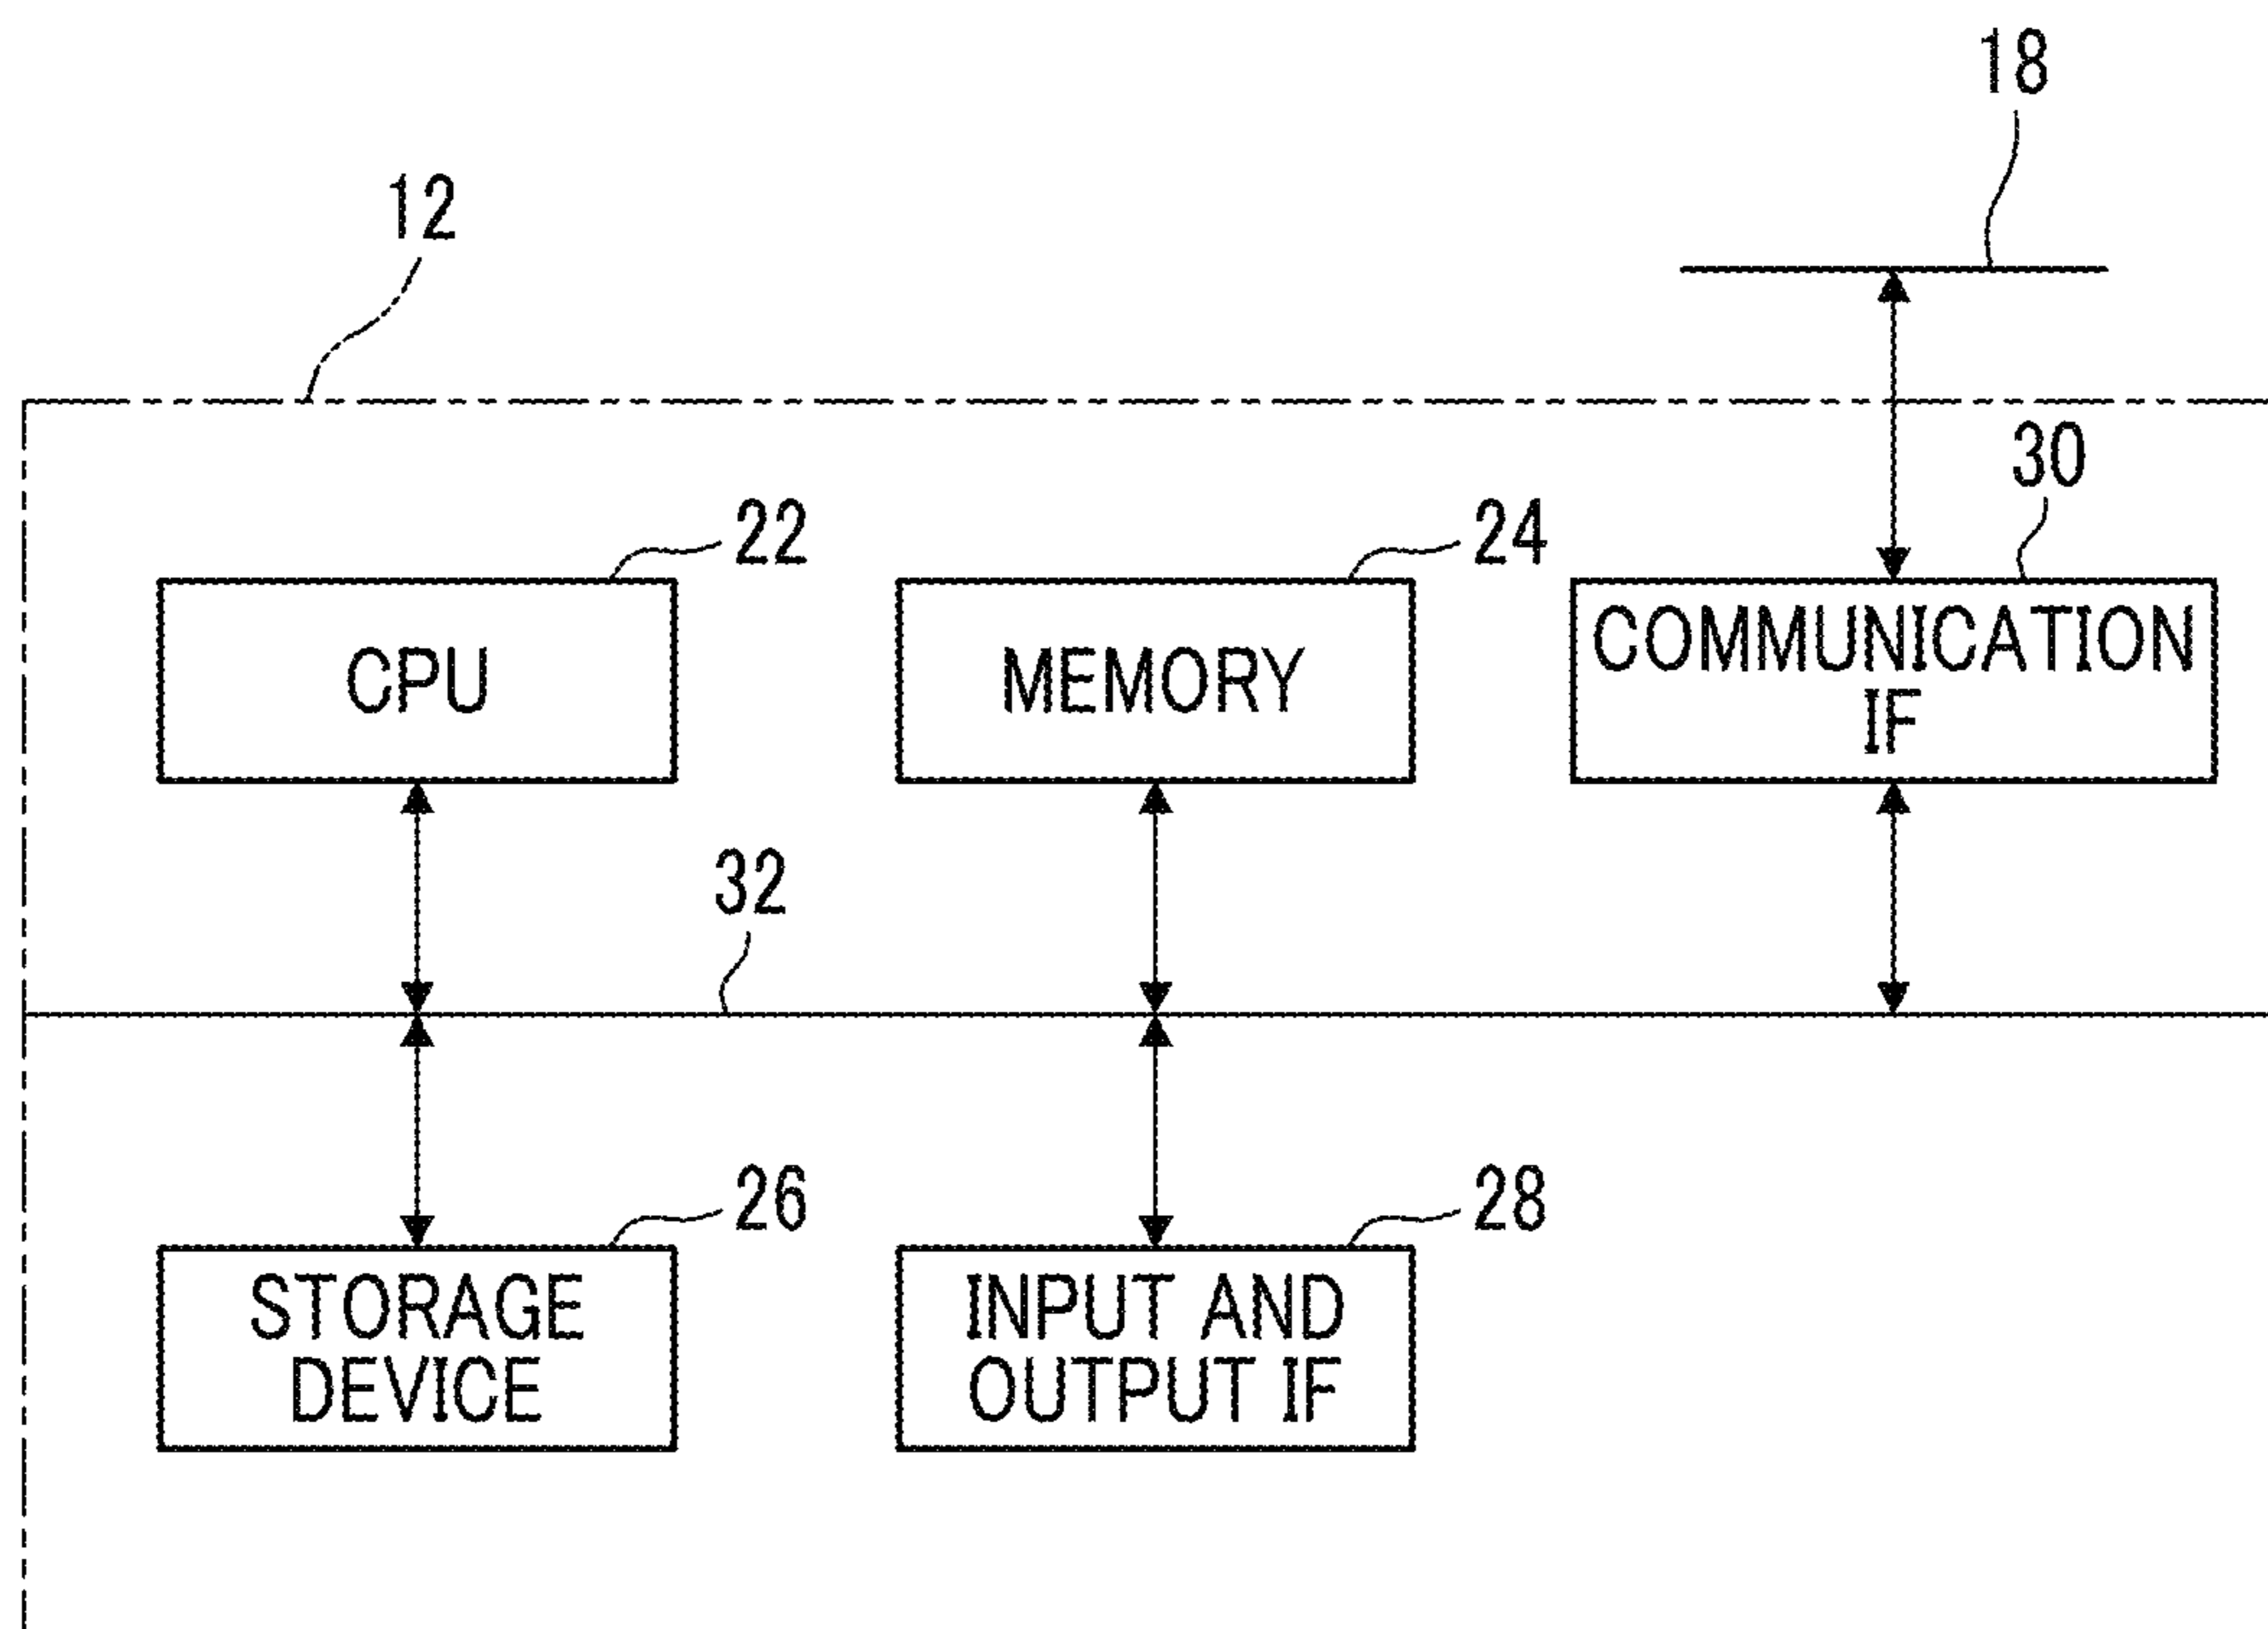 18
12
30
22
24
CPU
MEMORY
COMMUNICATION
IF
32
26
28
STORAGE
DEVICE
INPUT AND
OUTPUT IF